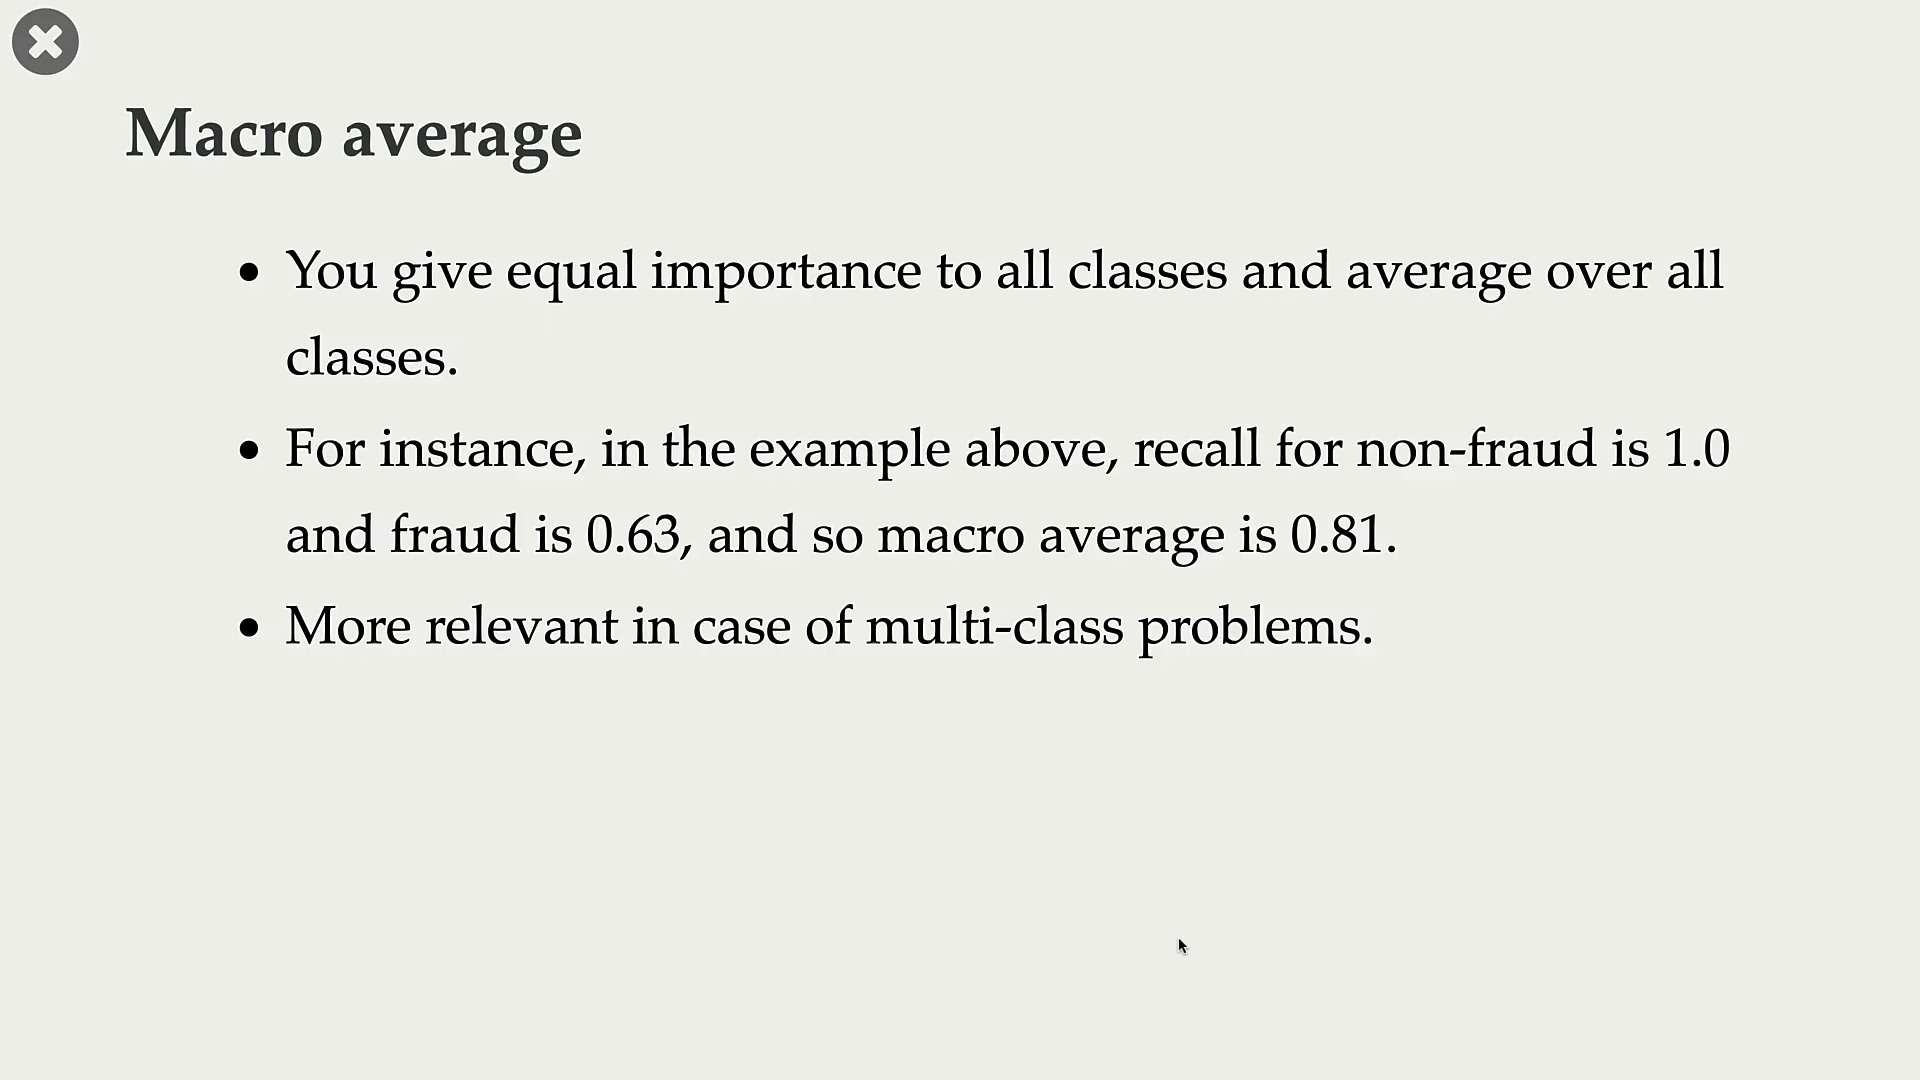 Macro average
• You give equal importance to all classes and average over all
classes.
• For instance, in the example above, recall for non-fraud is 1.0
and fraud is 0.63, and so macro average is 0.81.
• More relevant in case of multi-class problems.